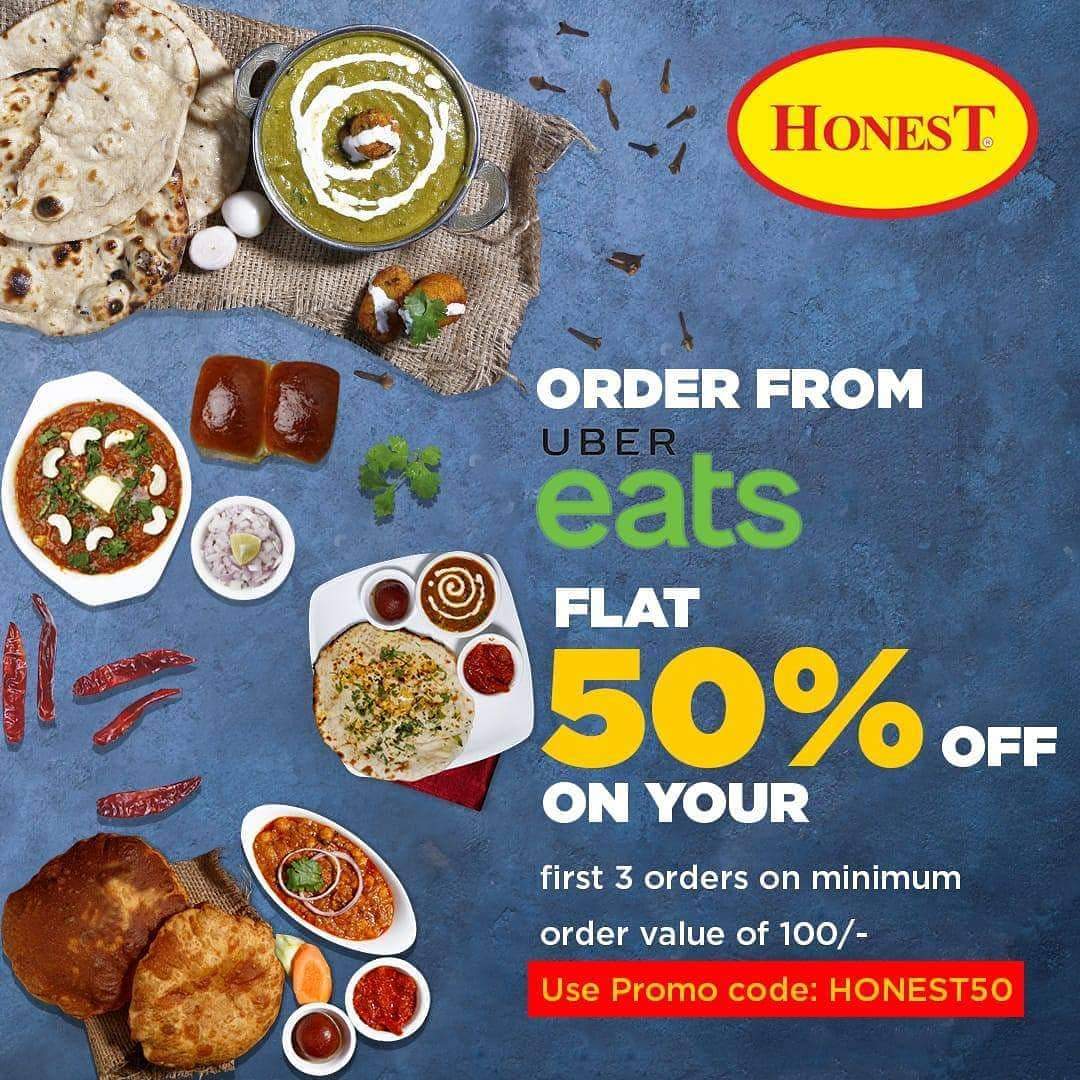 HONEST®
ORDER FROM
UBER
eats
FLAT
50% OFF
ON YOUR
first 3 orders on minimum
order value of 100/-
Use Promo code: HONEST50